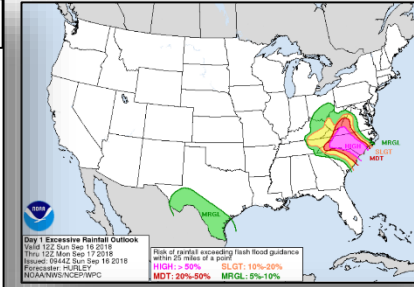 HIGH
MRGL
SLGT
MDT
MRGL
NOAA
Day 1 Excessive Rainfall Outlook
Valid 12Z Sun Sep 16 2018
Thru 12Z Mon Sep 17 2018
Issued: 0944Z Sun Sep 16 2018
Forecaster: HURLEY
NOAA/NWS/NCEP/WPC
Risk of rainfall exceeding flash flood guidance
within 25 miles of a point
HIGH: > 50% SLGT: 10%-20%
MDT: 20%-50% MRGL: 5%-10%